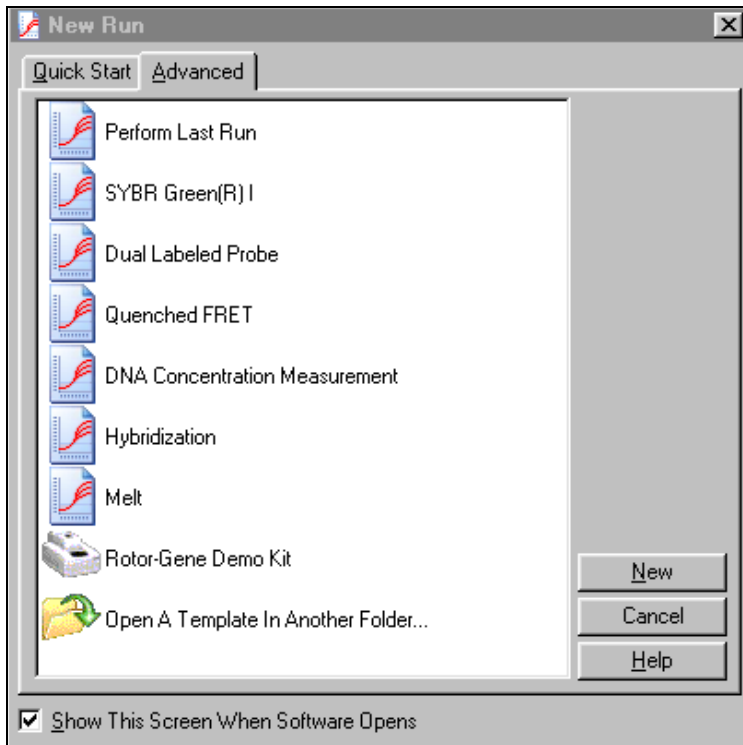 New Run
Quick Start Advanced
Perform Last Run
SYBR Green(R) I
Dual Labeled Probe
Quenched FRET
DNA Concentration Measurement
Hybridization
Melt
Rotor-Gene Demo Kit
Open A Template In Another Folder...
New
Cancel
Help
Show This Screen When Software Opens